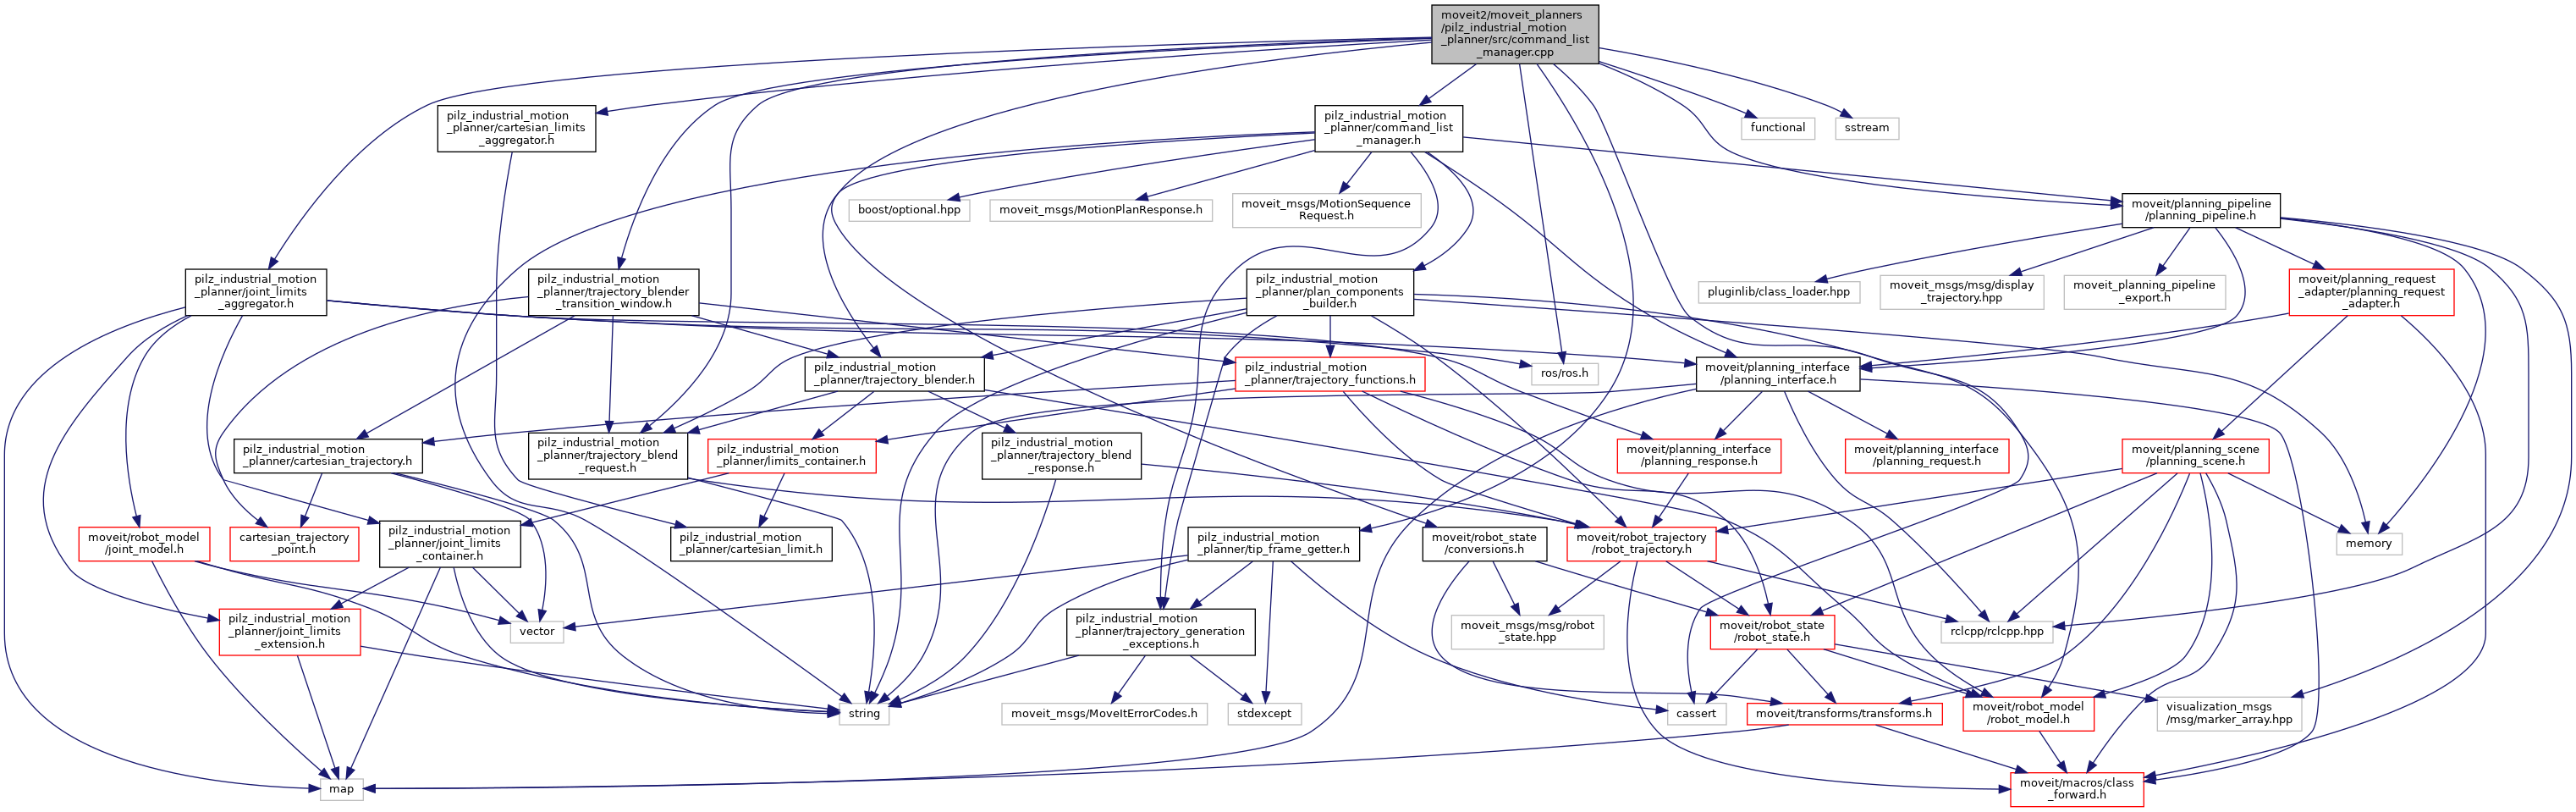 moveit2/moveit_planners
/pilz_industrial_motion
_planner/src/command_list
_manager.cpp
pilz_industrial_motion
_planner/cartesian_limits
_aggregator.h
pilz_industrial_motion
_planner/command_list
_manager.h
functional
sstream
boost/optional.hpp
moveit_msgs/MotionPlanResponse.h
moveit_msgs/MotionSequence
Request.h
moveit/planning_pipeline
/planning_pipeline.h
pilz_industrial_motion
_planner/joint_limits
_aggregator.h
pilz_industrial_motion
_planner/trajectory_blender
_transition_window.h
pilz_industrial_motion
_planner/plan_components
_builder.h
pluginlib/class_loader.hpp
moveit_msgs/msg/display
_trajectory.hpp
moveit_planning_pipeline
_export.h
moveit/planning_request
_adapter/planning_request
_adapter.h
pilz_industrial_motion
_planner/trajectory_blender.h
pilz_industrial_motion
_planner/trajectory_functions.h
ros/ros.h
moveit/planning_interface
/planning_interface.h
pilz_industrial_motion
_planner/cartesian_trajectory.h
pilz_industrial_motion
_planner/trajectory_blend
_request.h
pilz_industrial_motion
_planner/limits_container.h
pilz_industrial_motion
_planner/trajectory_blend
_response.h
moveit/planning_interface
/planning_response.h
moveit/planning_interface
/planning_request.h
moveit/planning_scene
/planning_scene.h
moveit/robot_model
/joint_model.h
cartesian_trajectory
_point.h
pilz_industrial_motion
_planner/joint_limits
_container.h
pilz_industrial_motion
_planner/cartesian_limit.h
pilz_industrial_motion
_planner/tip_frame_getter.h
moveit/robot_state
/conversions.h
moveit/robot_trajectory
/robot_trajectory.h
memory
pilz_industrial_motion
_planner/joint_limits
_extension.h
vector
pilz_industrial_motion
_planner/trajectory_generation
_exceptions.h
moveit_msgs/msg/robot
_state.hpp
moveit/robot_state
/robot_state.h
rclcpp/rclcpp.hpp
string
moveit_msgs/MoveItErrorCodes.h
stdexcept
cassert
moveit/transforms/transforms.h
moveit/robot_model
/robot_model.h
visualization_msgs
/msg/marker_array.hpp
map
moveit/macros/class
_forward.h